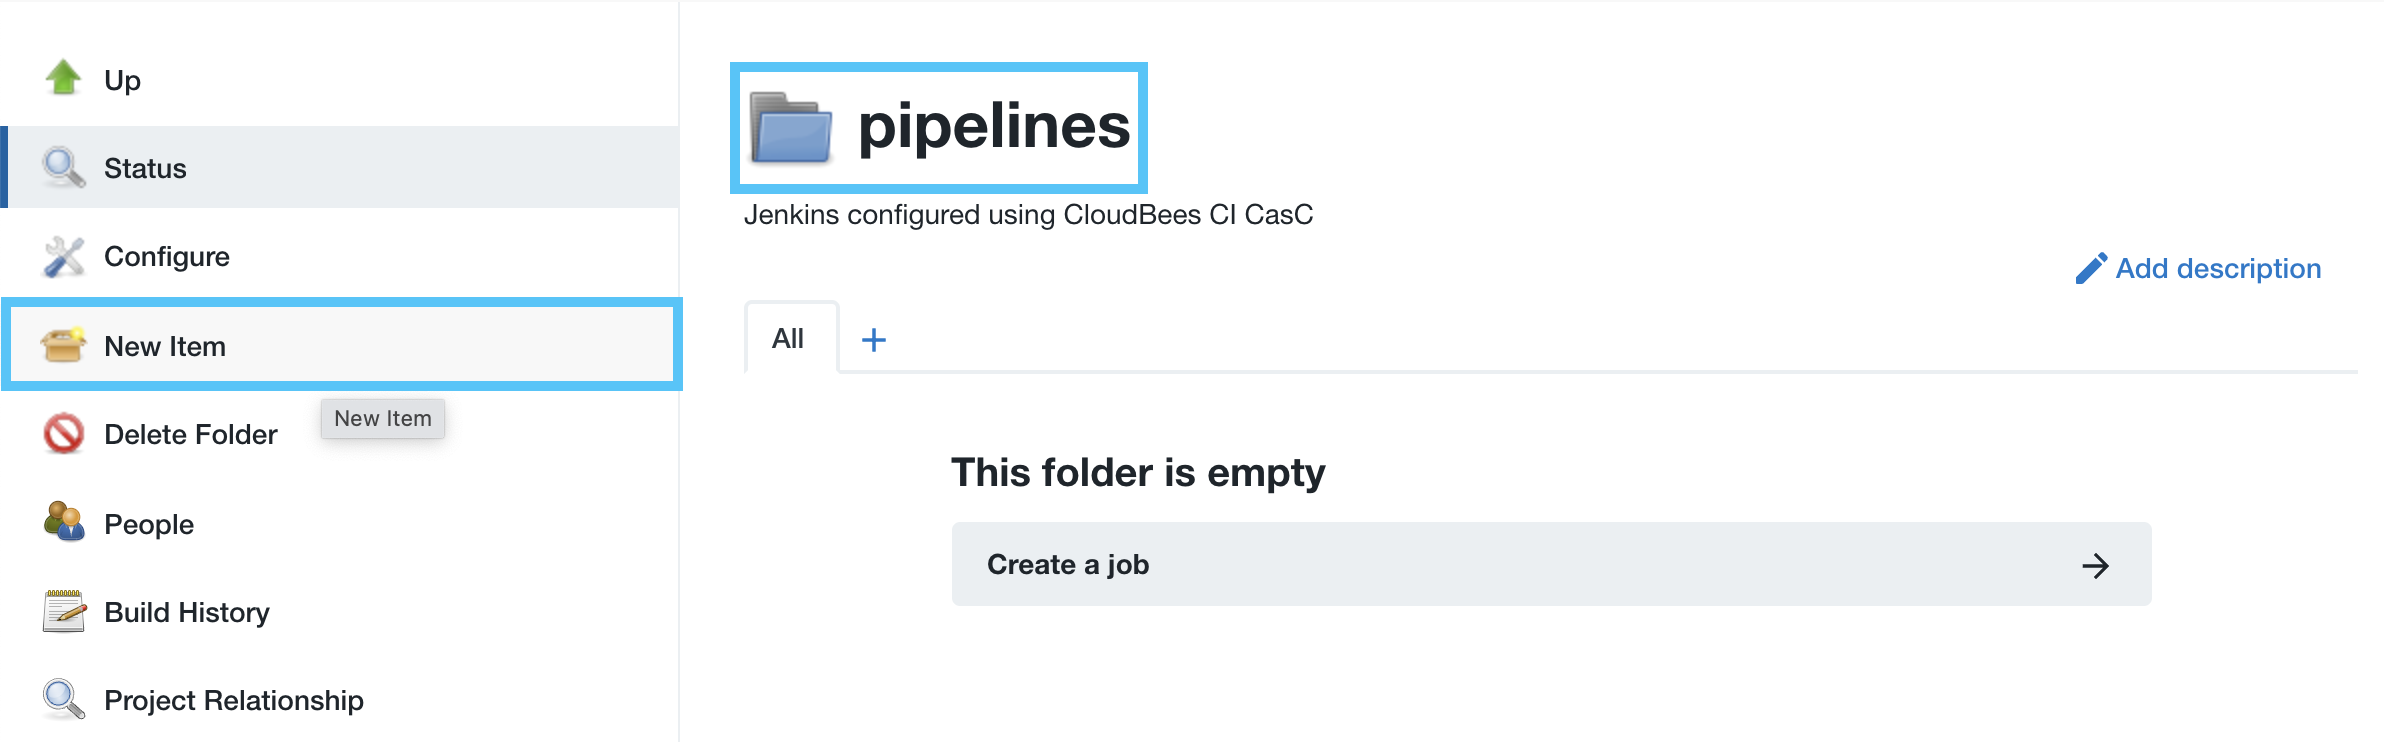 Up
Status
Configure
New Item
New Item
Delete Folder
People
Build History
Project Relationship
pipelines
Jenkins configured using CloudBees CI CasC
Add description
All
+
This folder is empty
Create a job